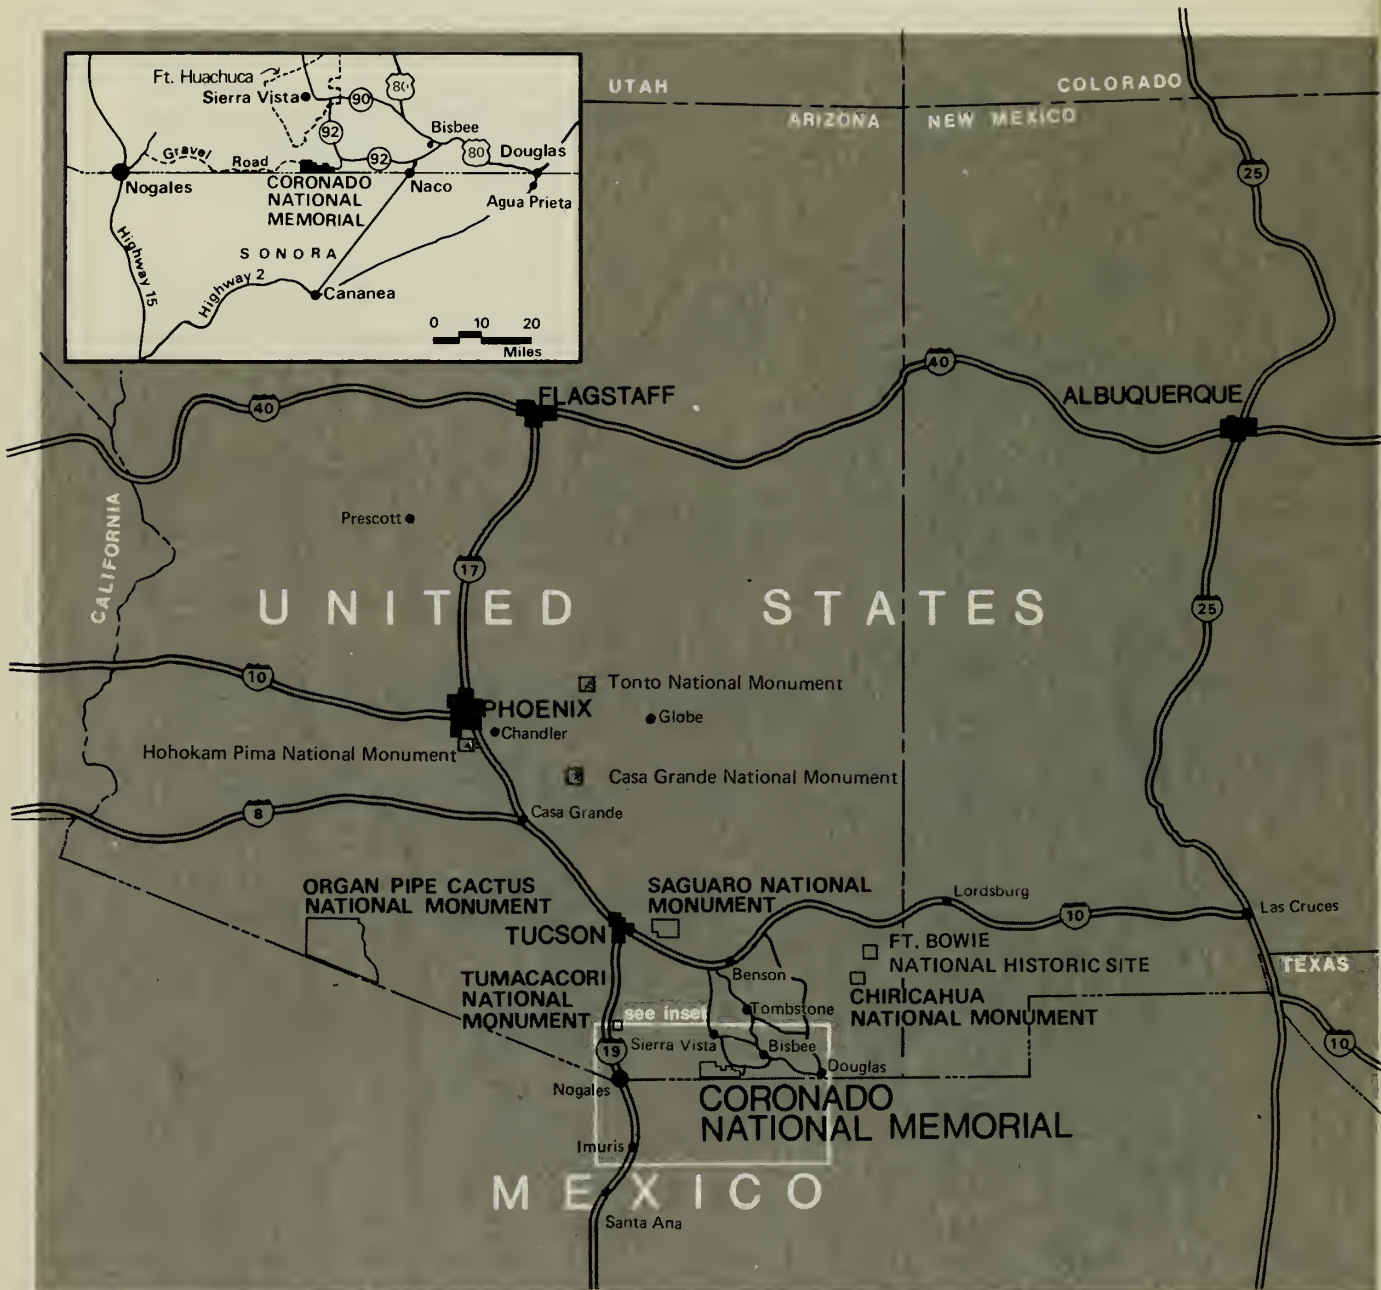 Ft. Huachuca
Sierra Vista
90
80
92
Bisbee
Gravel
Road
92
80
Douglas
Nogales
CORONADO
NATIONAL
MEMORIAL
Naco
Agua Prieta
SONORA
Highway 15
Highway 2
Cananea
0 10 20
Miles
UTAH
COLORADO
ARIZONA
NEW MEXICO
25
40
FLAGSTAFF
40
ALBUQUERQUE
CALIFORNIA
Prescott
17
UNITED STATES
25
10
Tonto National Monument
PHOENIX
Globe
Chandler
Hohokam Pima National Monument
Casa Grande National Monument
8
Casa Grande
ORGAN PIPE CACTUS
NATIONAL MONUMENT
SAGUARO NATIONAL
MONUMENT
Lordsburg
10
Las Cruces
TUCSON
FT. BOWIE
NATIONAL HISTORIC SITE
TEXAS
Benson
TUMACACORI
NATIONAL
MONUMENT
CHIRICAHUA
NATIONAL MONUMENT
see inset
Tombstone
19
Sierra Vista
Bisbee
10
Douglas
Nogales
CORONADO
NATIONAL MEMORIAL
Imuris
MEXICO
Santa Ana